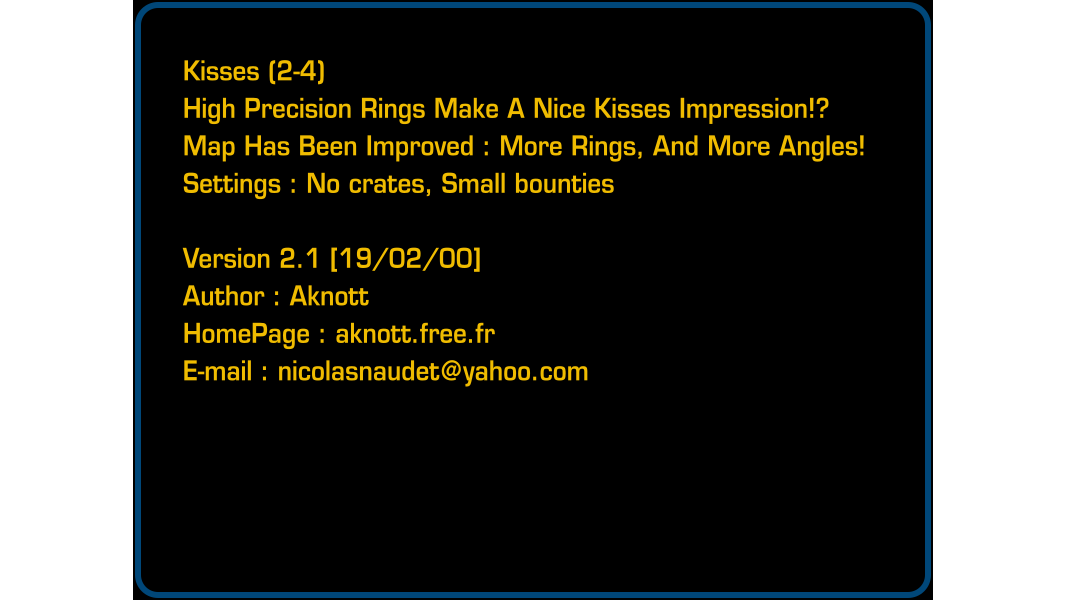 Kisses (2-4)
High Precision Rings Make A Nice Kisses Impression!?
Map Has Been Improved : More Rings, And More Angles!
Settings : No crates, Small bounties
Version 2.1 [19/02/00]
Author : Aknott
HomePage : aknott.free.fr
E-mail : nicolasnaudet@yahoo.com